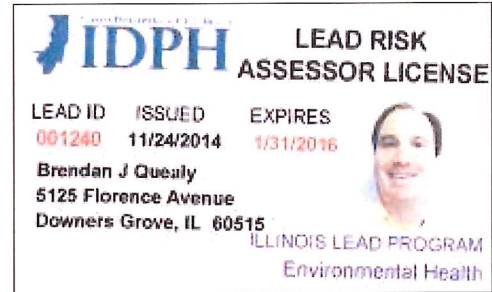 IDPH
LEAD RISK
ASSESSOR LICENSE
LEAD ID ISSUED EXPIRES
001240 11/24/2014 1/31/2016
Brendan J Quealy
5125 Florence Avenue
Downers Grove, IL 60515
ILLINOIS LEAD PROGRAM
Environmental Health